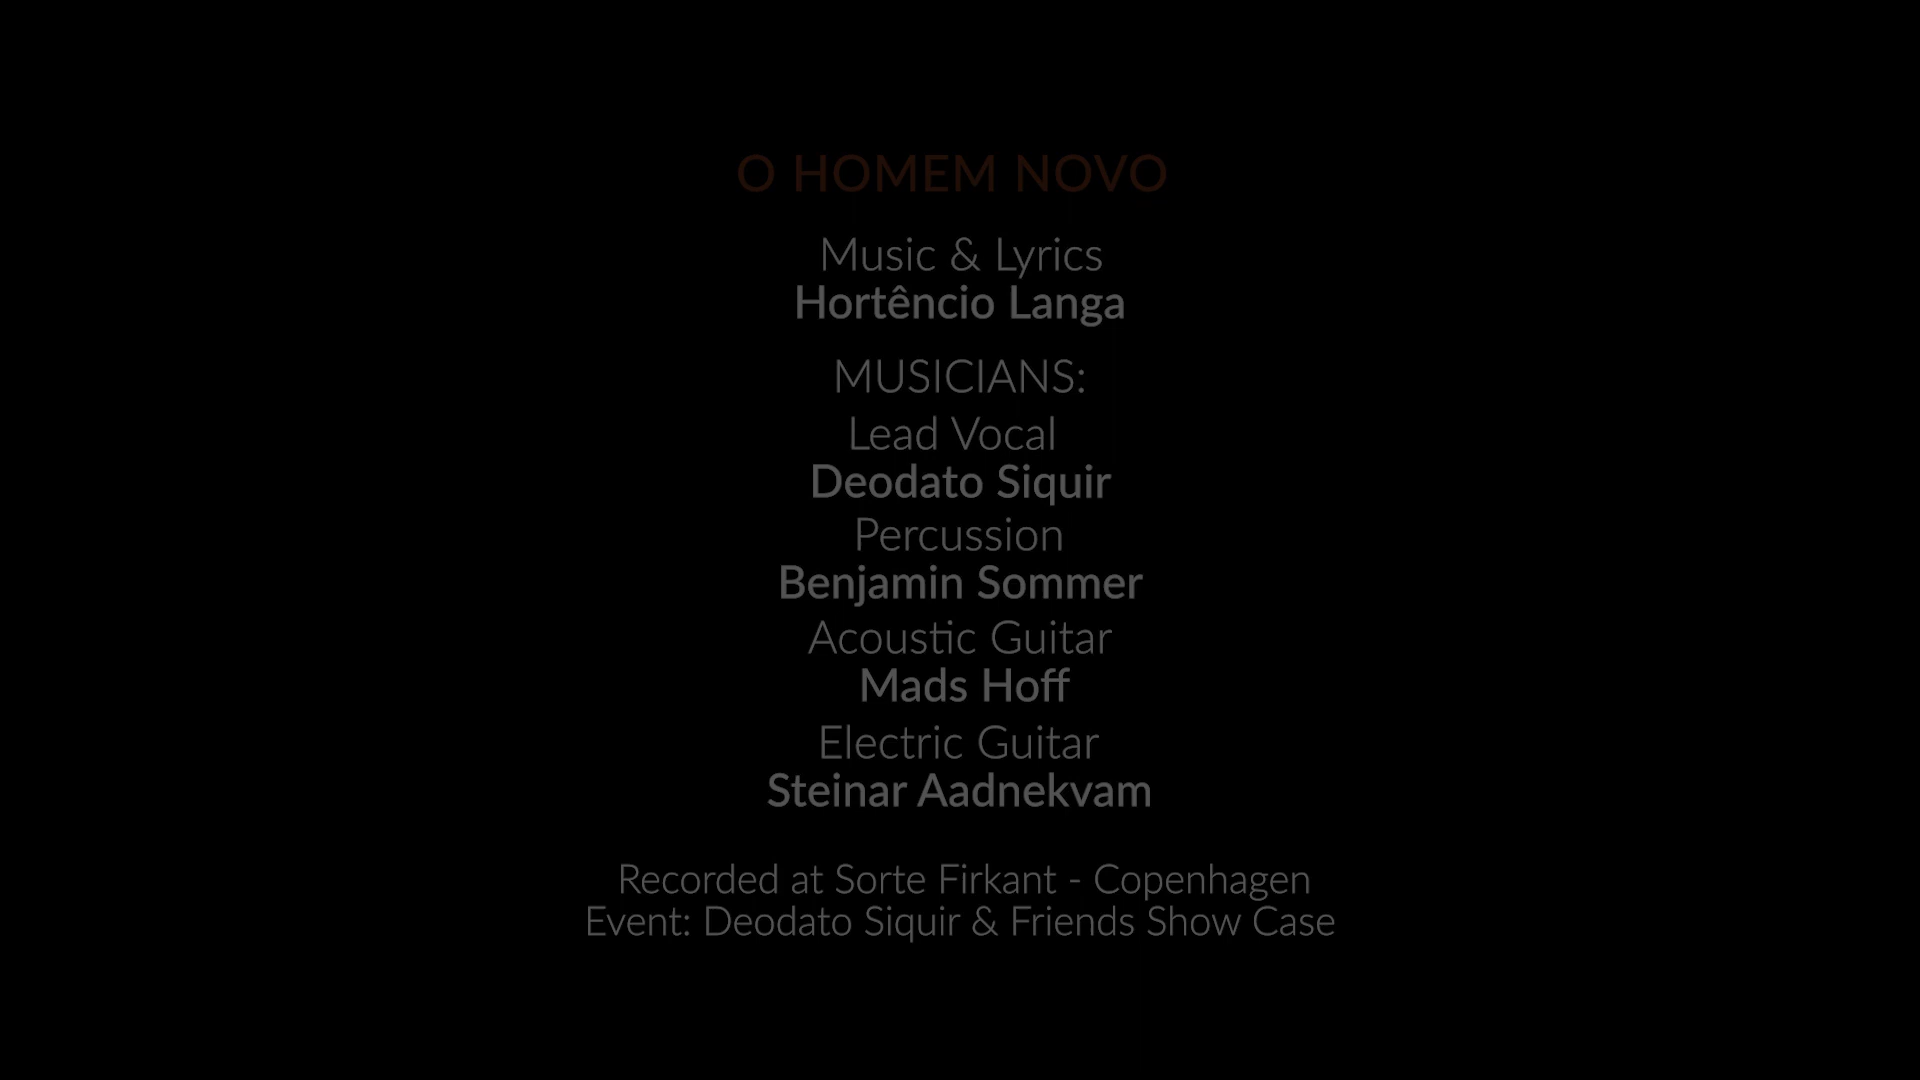 O HOMEM NOVO
Music & Lyrics
Hortêncio Langa
MUSICIANS:
Lead Vocal
Deodato Siquir
Percussion
Benjamin Sommer
Acoustic Guitar
Mads Hoff
Electric Guitar
Steinar Aadnekvam
Recorded at Sorte Firkant - Copenhagen
Event: Deodato Siquir & Friends Show Case